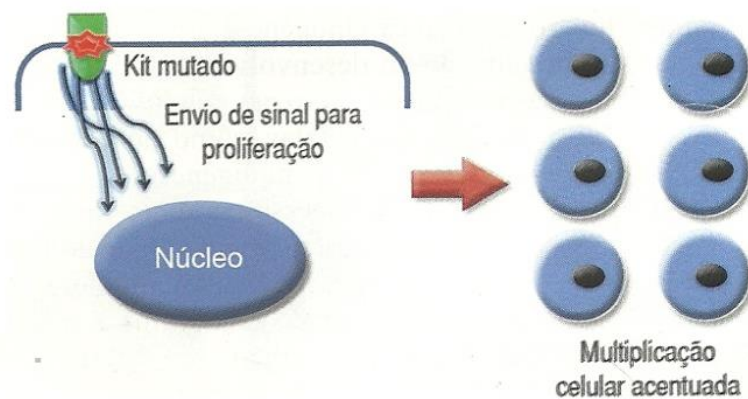 Kit mutado
Envio de sinal para
proliferação
Núcleo
Multiplicação
celular acentuada